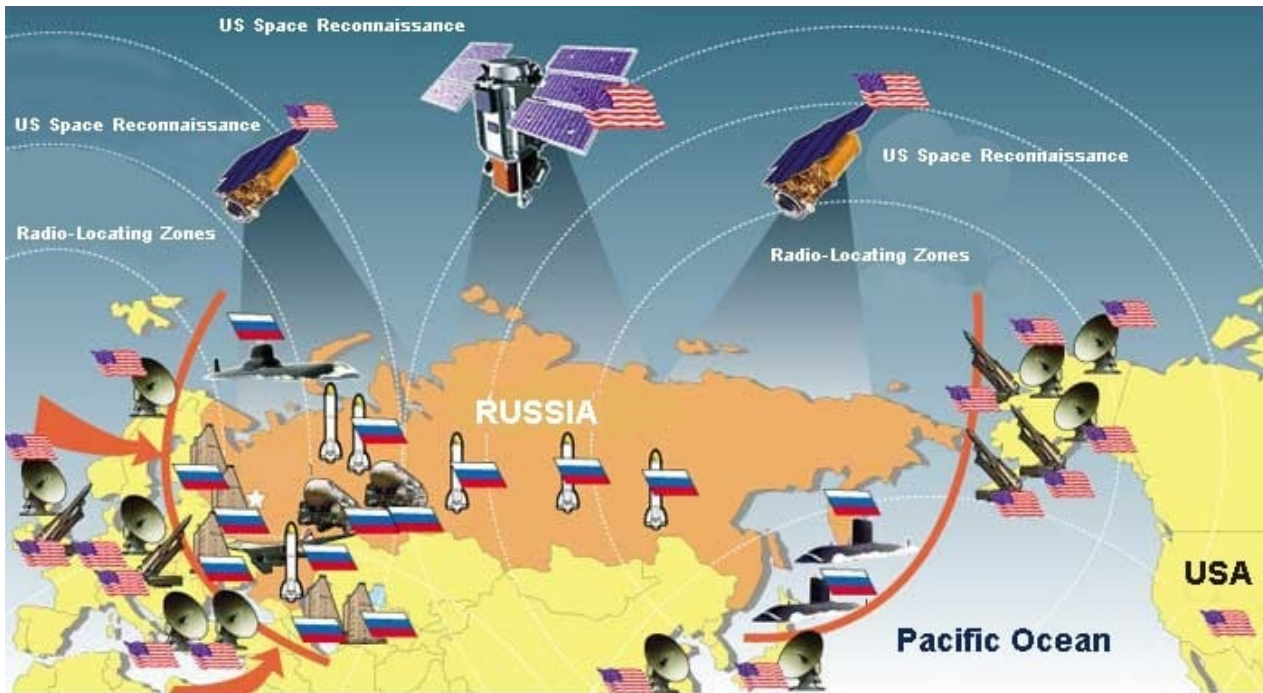 US Space Reconnaissance
US Space Reconnaissance
US Space Reconnaissance
Radio-Locating Zones
Radio-Locating Zones
RUSSIA
USA
Pacific Ocean